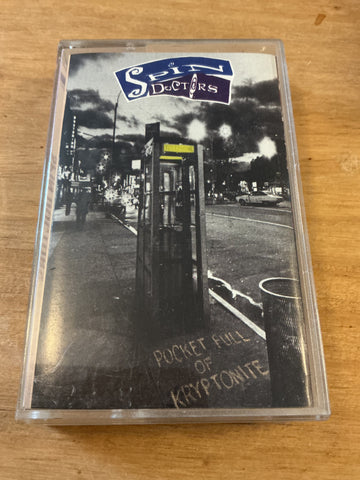 SPIN
DOCTORS
POCKET FULL
OF
KRYPTONITE